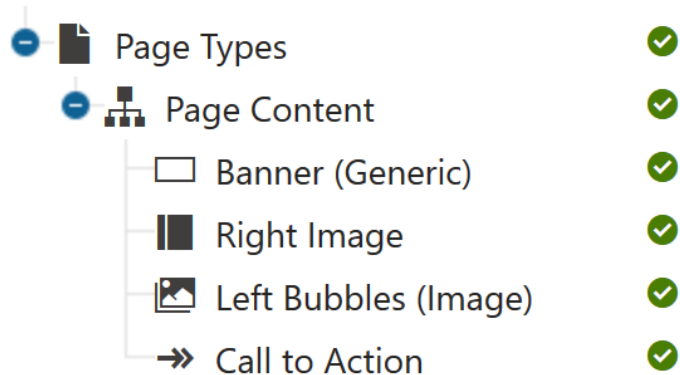 Page Types
Page Content
Banner (Generic)
Right Image
Left Bubbles (Image)
Call to Action